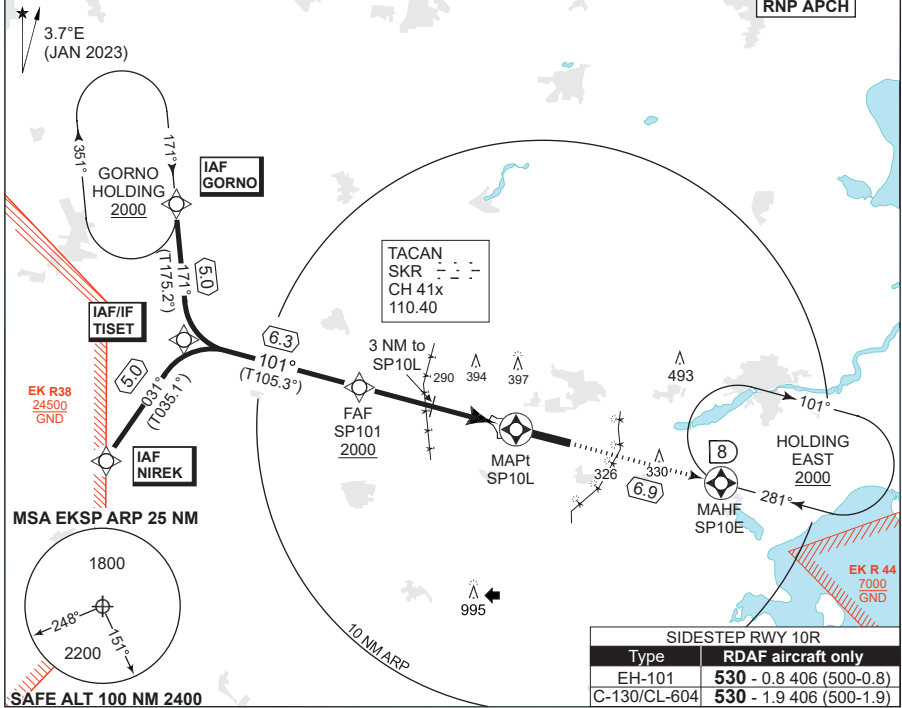 RNP APCH
3.7°E
(JAN 2023)
351°
171°
GORNO
HOLDING
2000
IAF
GORNO
171°
(T175.2°)
5.0
TACAN
SKR
CH 41x
110.40
IAF/IF
TISET
5.0
031°
(T035.1°)
6.3
101°
(T105.3°)
3 NM to
SP10L
290
394
397
493
EK R38
24500
GND
FAF
SP101
2000
IAF
NIREK
MAPt
SP10L
326
330
6.9
8
MAHF
SP10E
101°
HOLDING
EAST
2000
281°
MSA EKSP ARP 25 NM
1800
248°
151°
2200
SAFE ALT 100 NM 2400
995
10 NM ARP
EK R 44
7000
GND
SIDESTEP RWY 10R
Type RDAF aircraft only
EH-101 530 - 0.8 406 (500-0.8)
C-130/CL-604 530 - 1.9 406 (500-1.9)